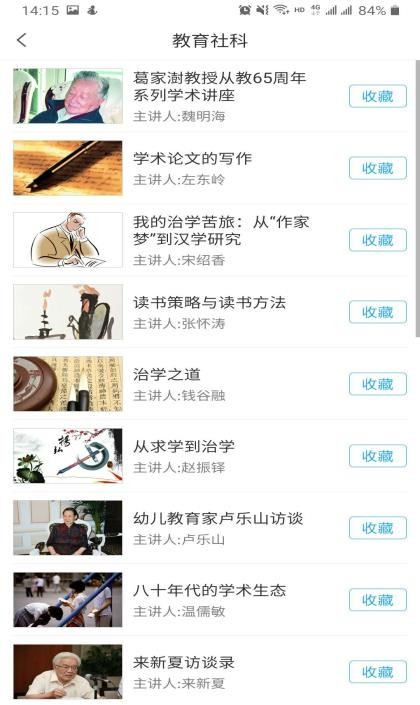 14:15
HD 4G 84%
教育社科
葛家澍教授从教65周年
系列学术讲座
主讲人:魏明海
收藏
学术论文的写作
主讲人:左东岭
收藏
我的治学苦旅：从“作家
梦”到汉学研究
主讲人:宋绍香
收藏
读书策略与读书方法
主讲人:张怀涛
收藏
治学之道
主讲人:钱谷融
收藏
从求学到治学
主讲人:赵振铎
收藏
幼儿教育家卢乐山访谈
主讲人:卢乐山
收藏
八十年代的学术生态
主讲人:温儒敏
收藏
来新夏访谈录
主讲人:来新夏
收藏